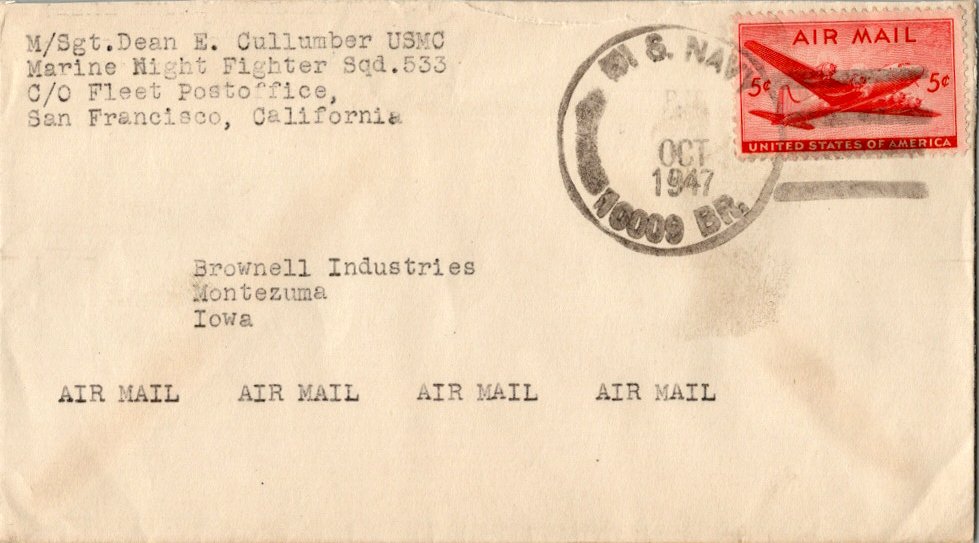 M/Sgt.Dean E. Cullumber USMC
Marine Night Fighter Sqd.533
C/O Fleet Postoffice,
San Francisco, California
U. S. NAVY
OCT
1947
10009 BR.
AIR MAIL
5¢ 5¢
UNITED STATES OF AMERICA
Brownell Industries
Montezuma
Iowa
AIR MAIL AIR MAIL AIR MAIL AIR MAIL